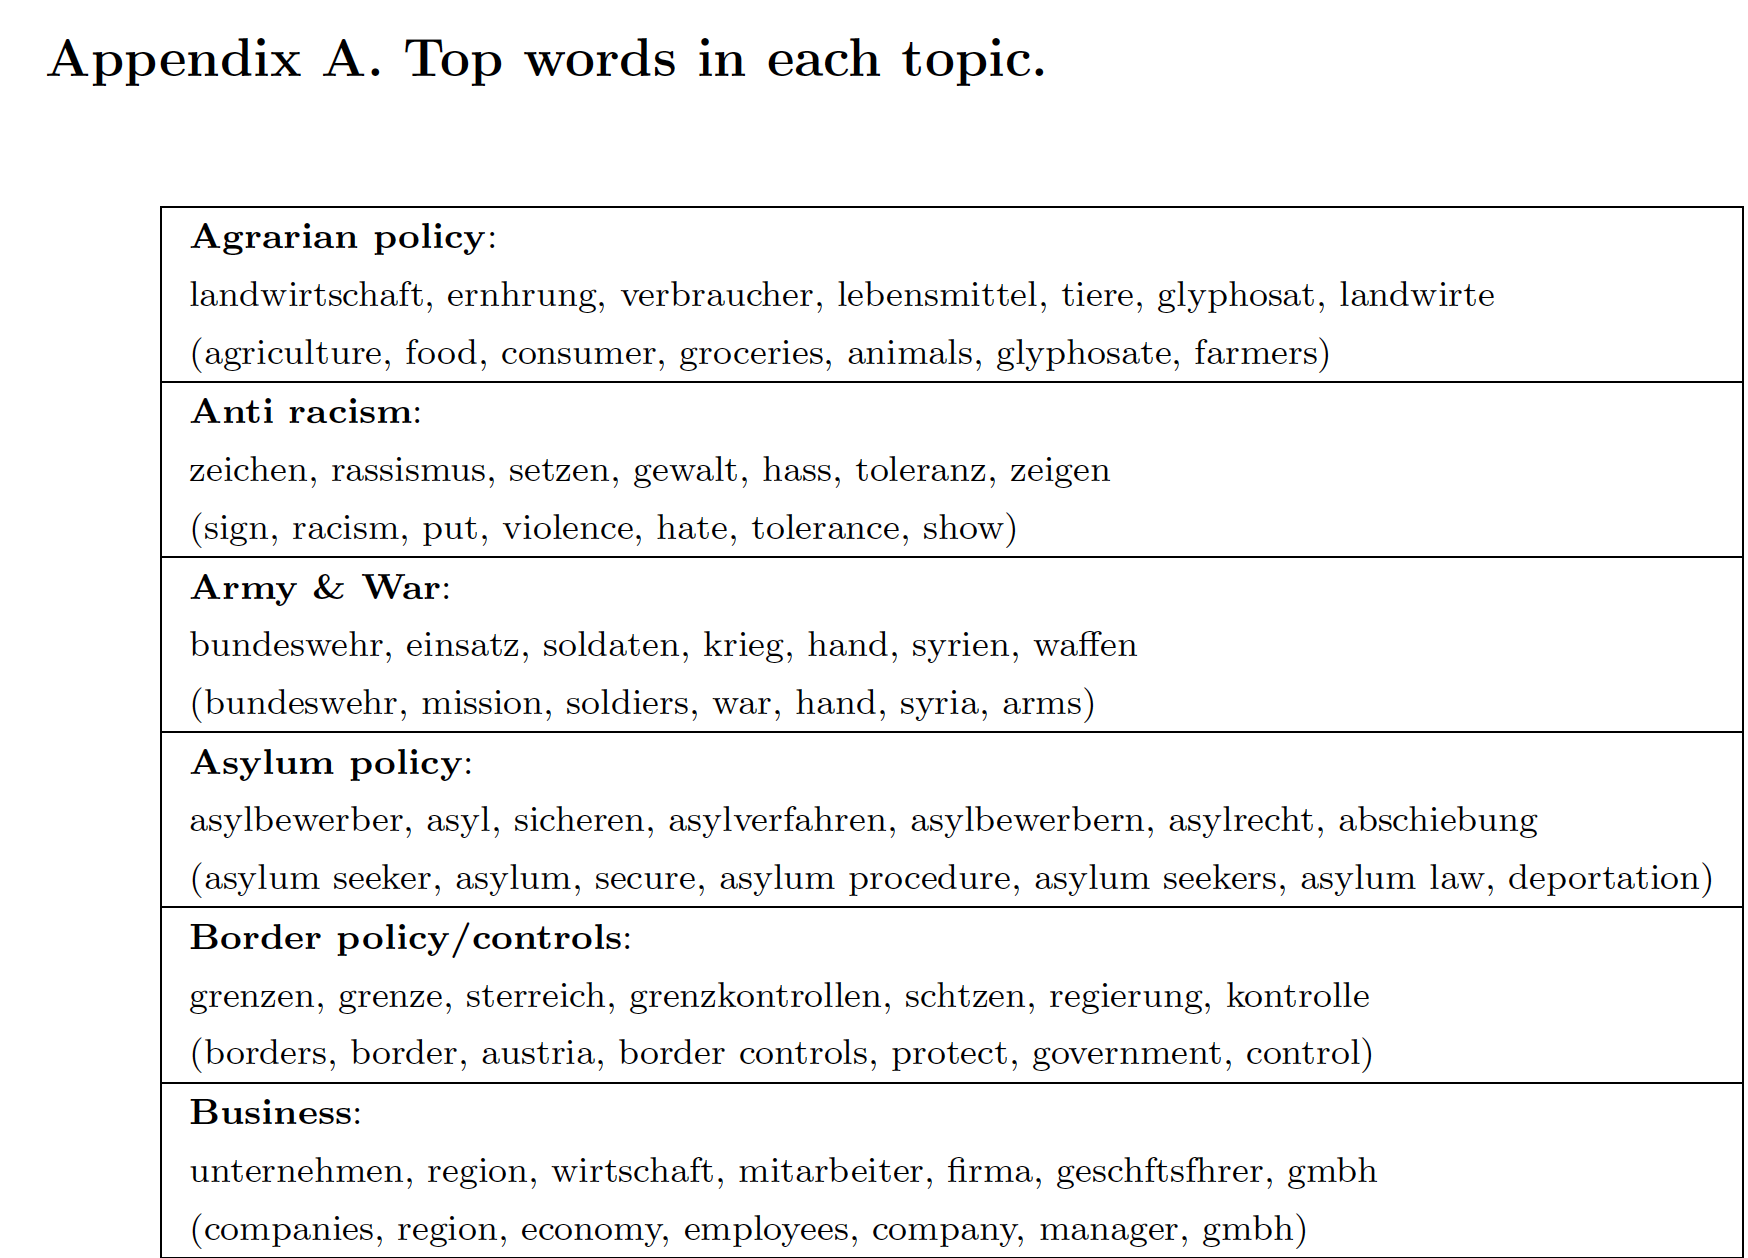 Appendix A. Top words in each topic.
Agrarian policy:
landwirtschaft, ernhrung, verbraucher, lebensmittel, tiere, glyphosat, landwirte
(agriculture, food, consumer, groceries, animals, glyphosate, farmers)
Anti racism:
zeichen, rassismus, setzen, gewalt, hass, toleranz, zeigen
(sign, racism, put, violence, hate, tolerance, show)
Army & War:
bundeswehr, einsatz, soldaten, krieg, hand, syrien, waffen
(bundeswehr, mission, soldiers, war, hand, syria, arms)
Asylum policy:
asylbewerber, asyl, sicheren, asylverfahren, asylbewerbern, asylrecht, abschiebung
(asylum seeker, asylum, secure, asylum procedure, asylum seekers, asylum law, deportation)
Border policy/controls:
grenzen, grenze, sterreich, grenzkontrollen, schtzen, regierung, kontrolle
(borders, border, austria, border controls, protect, government, control)
Business:
unternehmen, region, wirtschaft, mitarbeiter, firma, geschftsfhrer, gmbh
(companies, region, economy, employees, company, manager, gmbh)